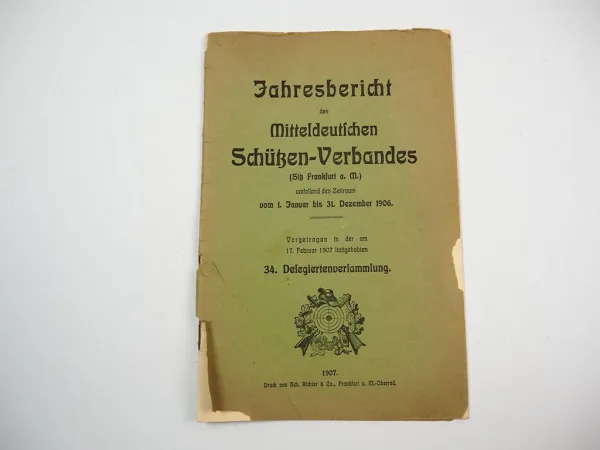 Jahresbericht
des
Mitteldeutschen
Schützen-Verbandes
(Sitz Frankfurt a. M.)
umfassend den Zeitraum
vom 1. Januar bis 31. Dezember 1906.
Vorgetragen in der am
17. Februar 1907 stattgehabten
34. Delegiertenversammlung.
1907.
Druck von Ach. Richter & Co., Frankfurt a. M.-Oberrad.